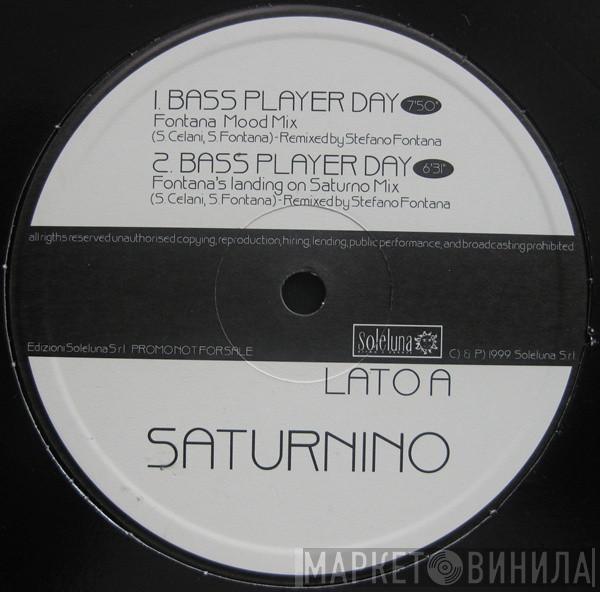 1. BASS PLAYER DAY 7'50"
Fontana Mood Mix
(S. Celani, S. Fontana) - Remixed by Stefano Fontana
2. BASS PLAYER DAY 6'31"
Fontana's landing on Saturno Mix
(S. Celani, S. Fontana) - Remixed by Stefano Fontana
all rigths reserved unauthorised copying, reproduction, hiring, lending, public performance, and broadcasting prohibited
Edizioni Soleluna S.r.l. PROMO NOT FOR SALE
soleluna
C) & P) 1999 Soleluna S.r.l.
LATO A
SATURNINO
МАРКЕТ ВИНИЛА